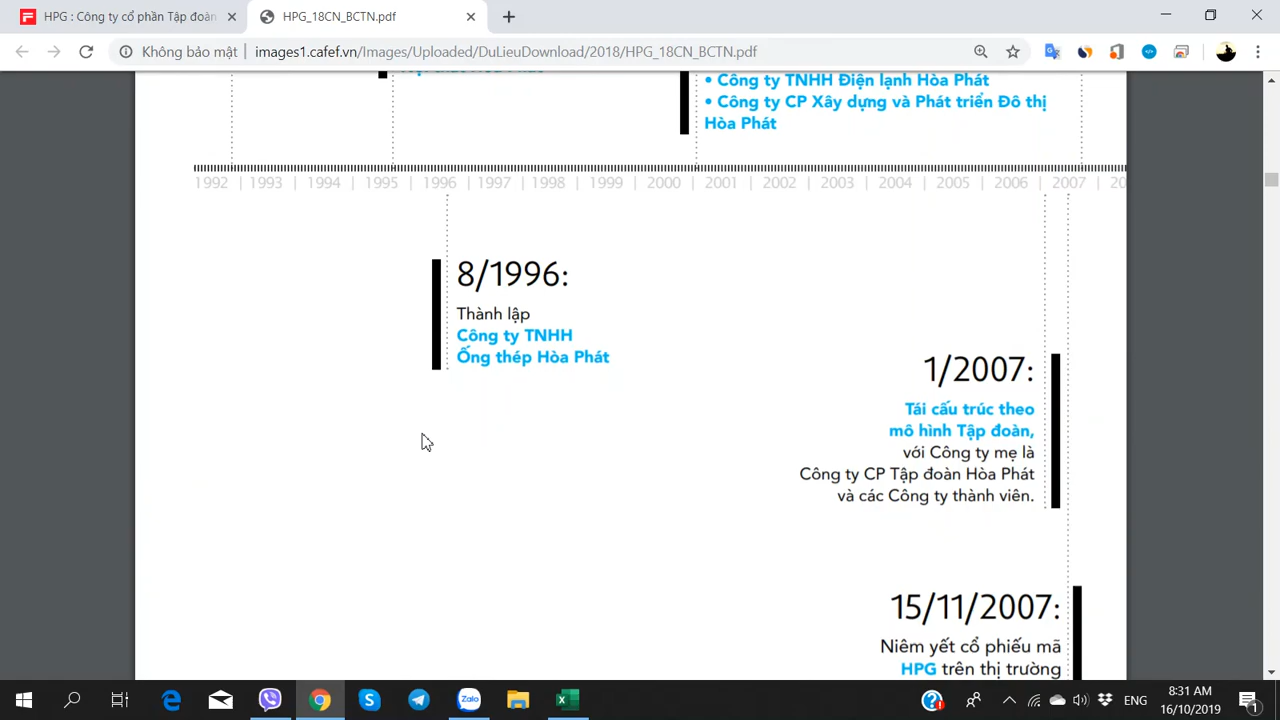 HPG : Công ty cổ phần Tập đoàn
HPG_18CN_BCTN.pdf
Không bảo mật
images1.cafef.vn/Images/Uploaded/DuLieuDownload/2018/HPG_18CN_BCTN.pdf
• Công ty TNHH Điện lạnh Hòa Phát
• Công ty CP Xây dựng và Phát triển Đô thị
Hòa Phát
1992 | 1993 | 1994 | 1995 | 1996 | 1997 | 1998 | 1999 | 2000 | 2001 | 2002 | 2003 | 2004 | 2005 | 2006 | 2007 | 20
8/1996:
Thành lập
Công ty TNHH
Ống thép Hòa Phát
1/2007:
Tái cấu trúc theo
mô hình Tập đoàn,
với Công ty mẹ là
Công ty CP Tập đoàn Hòa Phát
và các Công ty thành viên.
15/11/2007:
Niêm yết cổ phiếu mã
HPG trên thị trường
Zalo
ENG
8:31 AM
16/10/2019